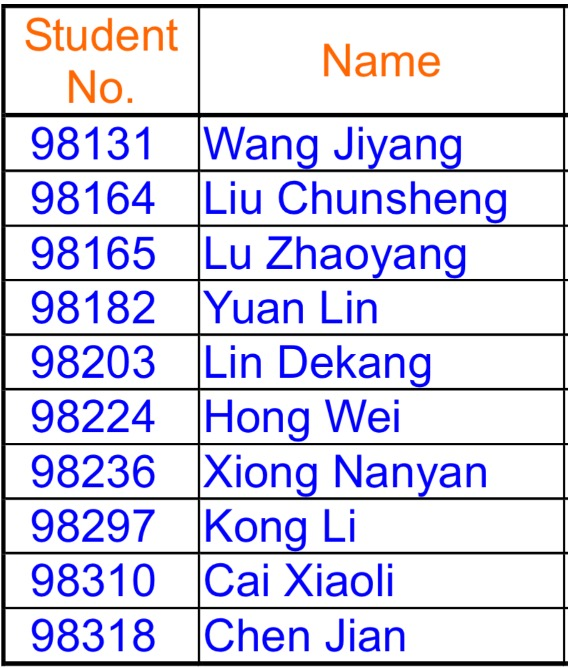 Student No.
Name
98131 Wang Jiyang
98164 Liu Chunsheng
98165 Lu Zhaoyang
98182 Yuan Lin
98203 Lin Dekang
98224 Hong Wei
98236 Xiong Nanyan
98297 Kong Li
98310 Cai Xiaoli
98318 Chen Jian